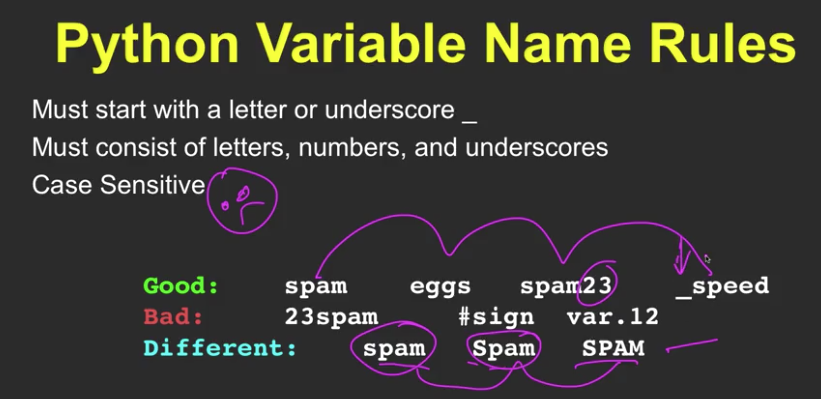 Python Variable Name Rules
Must start with a letter or underscore _
Must consist of letters, numbers, and underscores
Case Sensitive
Good: spam eggs spam23 _speed
Bad: 23spam #sign var.12
Different: spam Spam SPAM